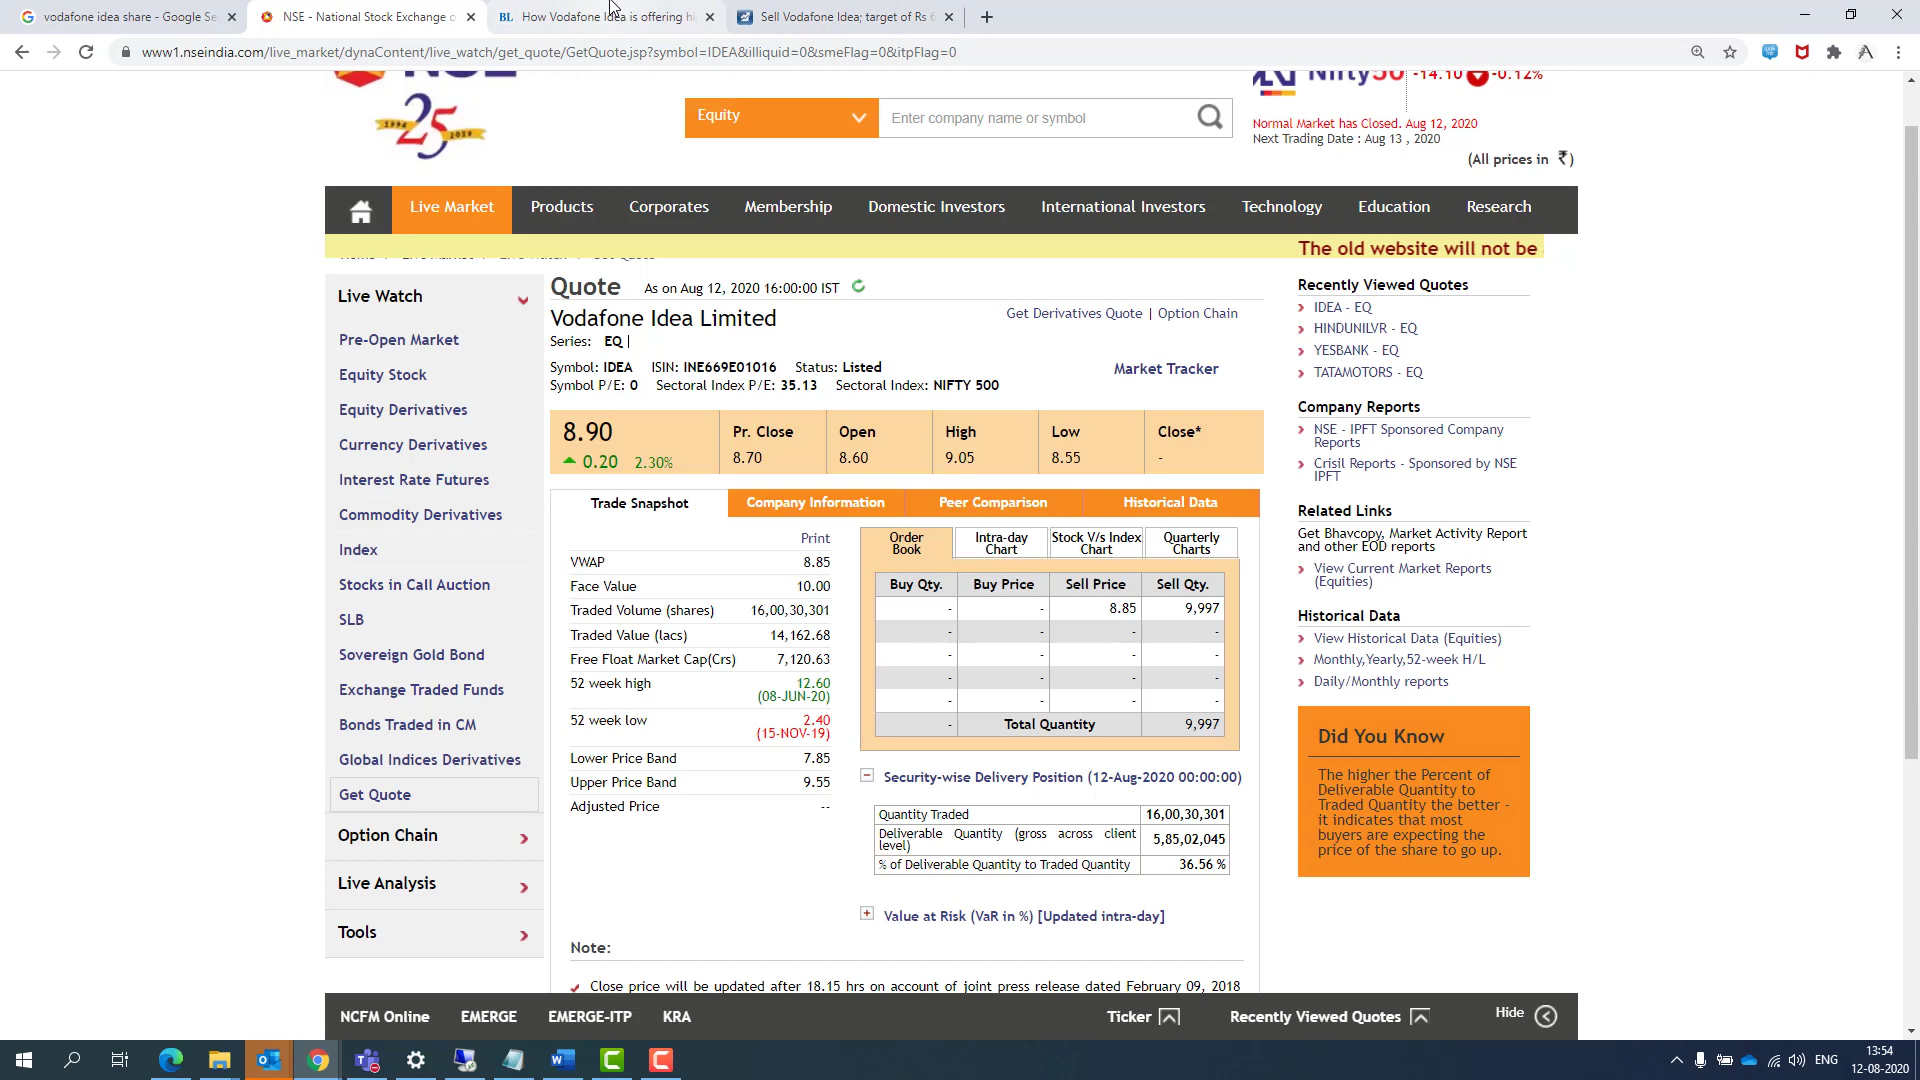 vodafone idea share - Google Se
NSE - National Stock Exchange o
BL How Vodafone Idea is offering hi
Sell Vodafone Idea; target of Rs 6
www1.nseindia.com/live_market/dynaContent/live_watch/get_quote/GetQuote.jsp?symbol=IDEA&illiquid=0&smeFlag=0&itpFlag=0
NSE
Nifty50 -14.10 -0.12%
1994 25 2019
Equity
Enter company name or symbol
Normal Market has Closed. Aug 12, 2020
Next Trading Date : Aug 13 , 2020
(All prices in ₹)
Live Market Products Corporates Membership Domestic Investors International Investors Technology Education Research
The old website will not be
Live Watch
Pre-Open Market
Equity Stock
Equity Derivatives
Currency Derivatives
Interest Rate Futures
Commodity Derivatives
Index
Stocks in Call Auction
SLB
Sovereign Gold Bond
Exchange Traded Funds
Bonds Traded in CM
Global Indices Derivatives
Get Quote
Option Chain
Live Analysis
Tools
Quote As on Aug 12, 2020 16:00:00 IST
Vodafone Idea Limited
Get Derivatives Quote | Option Chain
Series: EQ |
Symbol: IDEA ISIN: INE669E01016 Status: Listed
Market Tracker
Symbol P/E: 0 Sectoral Index P/E: 35.13 Sectoral Index: NIFTY 500
8.90 Pr. Close Open High Low Close*
0.20 2.30% 8.70 8.60 9.05 8.55 -
Trade Snapshot Company Information Peer Comparison Historical Data
Print
VWAP 8.85
Face Value 10.00
Traded Volume (shares) 16,00,30,301
Traded Value (lacs) 14,162.68
Free Float Market Cap(Crs) 7,120.63
52 week high 12.60
(08-JUN-20)
52 week low 2.40
(15-NOV-19)
Lower Price Band 7.85
Upper Price Band 9.55
Adjusted Price --
Order Book
Intra-day Chart
Stock V/s Index Chart
Quarterly Charts
Buy Qty. Buy Price Sell Price Sell Qty.
- - 8.85 9,997
- - - -
- - - -
- - - -
- - - -
- Total Quantity 9,997
Security-wise Delivery Position (12-Aug-2020 00:00:00)
Quantity Traded 16,00,30,301
Deliverable Quantity (gross across client
level) 5,85,02,045
% of Deliverable Quantity to Traded Quantity 36.56 %
Value at Risk (VaR in %) [Updated intra-day]
Note:
Close price will be updated after 18.15 hrs on account of joint press release dated February 09, 2018
Recently Viewed Quotes
IDEA - EQ
HINDUNILVR - EQ
YESBANK - EQ
TATAMOTORS - EQ
Company Reports
NSE - IPFT Sponsored Company
Reports
Crisil Reports - Sponsored by NSE
IPFT
Related Links
Get Bhavcopy, Market Activity Report
and other EOD reports
View Current Market Reports
(Equities)
Historical Data
View Historical Data (Equities)
Monthly,Yearly,52-week H/L
Daily/Monthly reports
Did You Know
The higher the Percent of
Deliverable Quantity to
Traded Quantity the better -
it indicates that most
buyers are expecting the
price of the share to go up.
NCFM Online EMERGE EMERGE-ITP KRA Ticker Recently Viewed Quotes Hide
ENG
13:54
12-08-2020